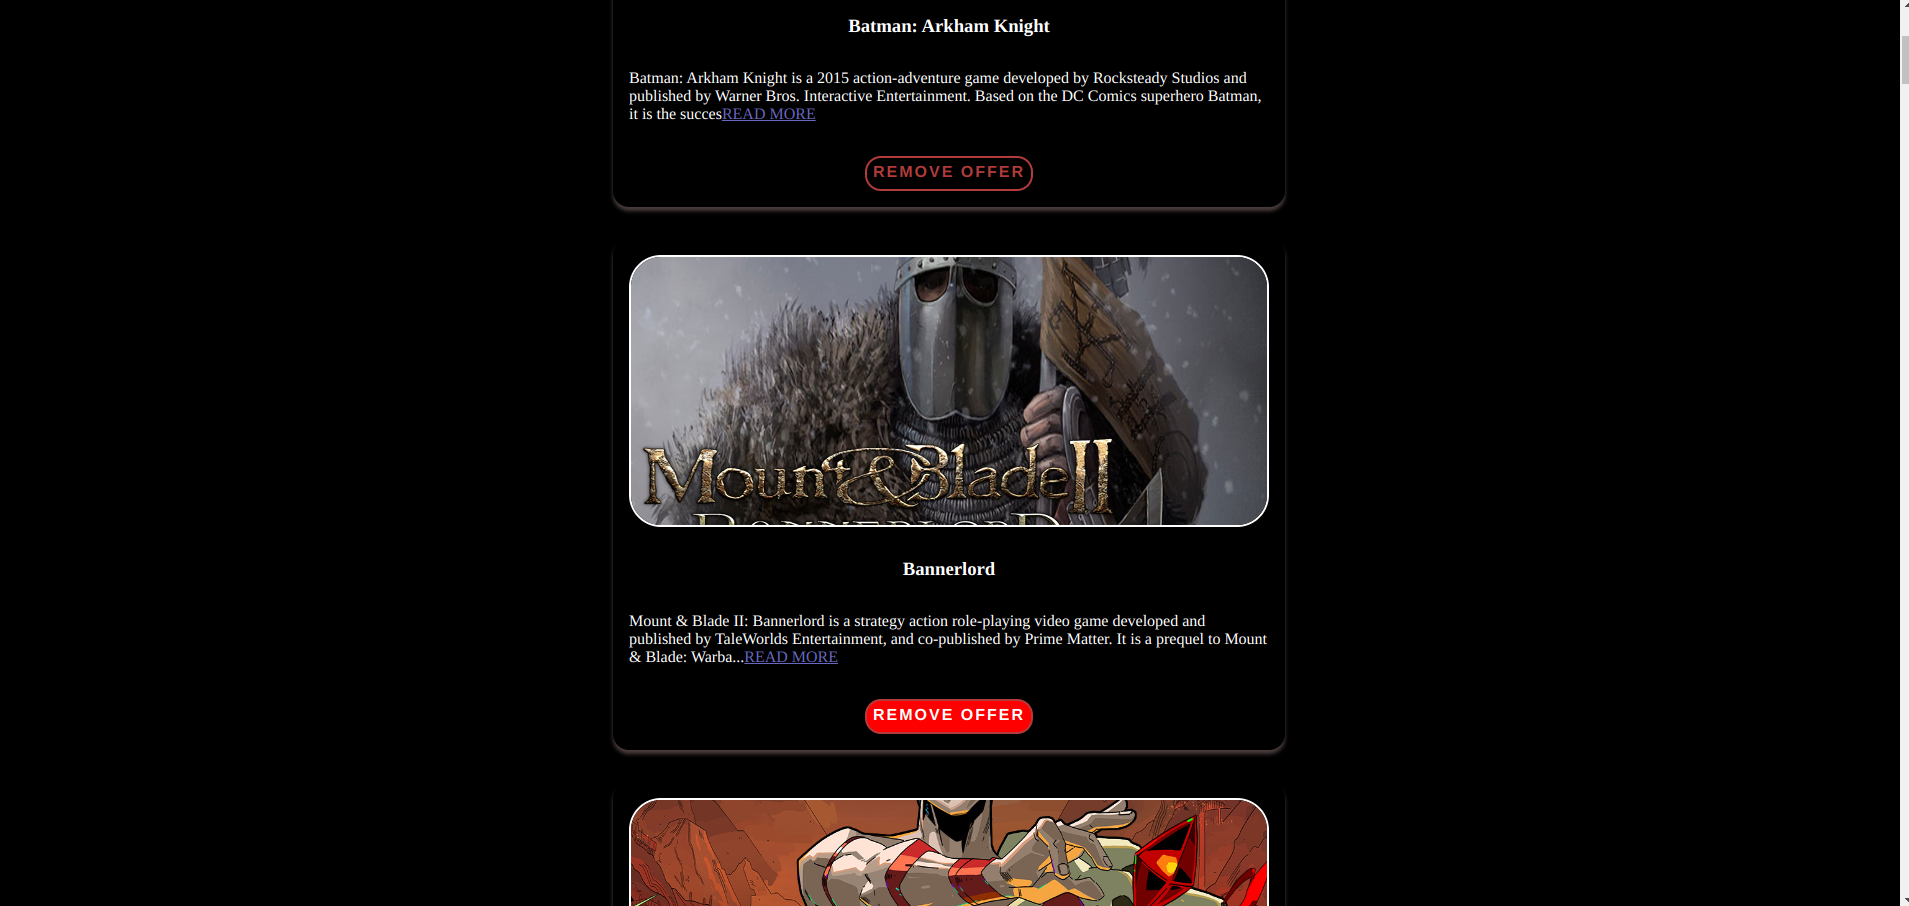 Batman: Arkham Knight
Batman: Arkham Knight is a 2015 action-adventure game developed by Rocksteady Studios and
published by Warner Bros. Interactive Entertainment. Based on the DC Comics superhero Batman,
it is the succesREAD MORE
REMOVE OFFER
Mount & Blade II
BANNERLORD
Bannerlord
Mount & Blade II: Bannerlord is a strategy action role-playing video game developed and
published by TaleWorlds Entertainment, and co-published by Prime Matter. It is a prequel to Mount
& Blade: Warba...READ MORE
REMOVE OFFER